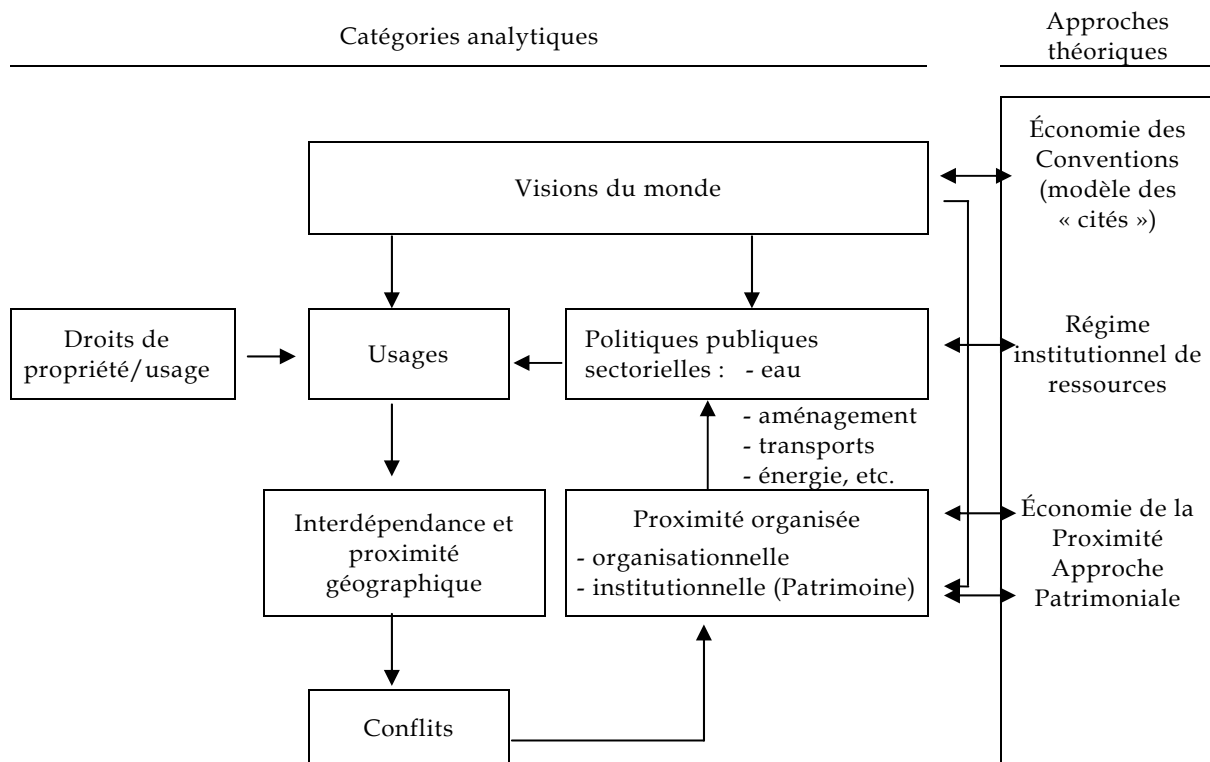 Catégories analytiques
Approches
théoriques
Visions du monde
Économie des
Conventions
(modèle des
« cités »)
Droits de
propriété/usage
Usages
Politiques publiques
sectorielles : - eau
- aménagement
- transports
- énergie, etc.
Régime
institutionnel de
ressources
Interdépendance et
proximité
géographique
Proximité organisée
- organisationnelle
- institutionnelle (Patrimoine)
Économie de la
Proximité
Approche
Patrimoniale
Conflits